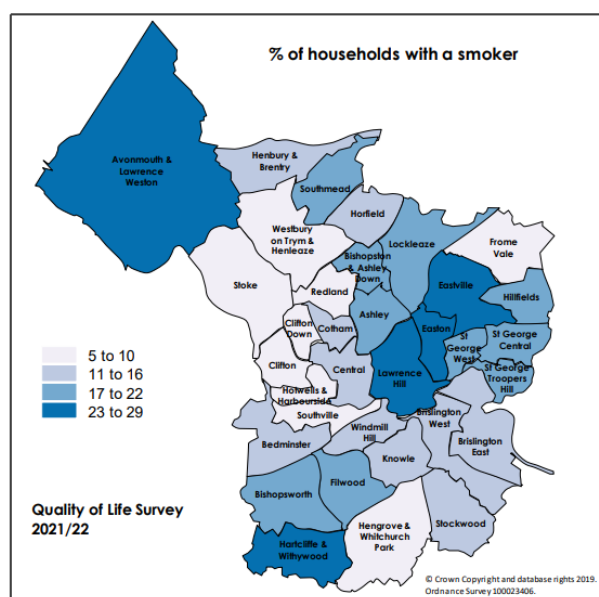 % of households with a smoker
Avonmouth &
Lawrence
Weston
Henbury &
Brentry
Southmead
Horfield
Westbury
on Trym &
Henleaze
Lockleaze
Frome
Vale
Bishopston
& Ashley
Down
Stoke
Redland
Eastville
Hillfields
Clifton
Down
Cotham
Ashley
Easton
St
George
West
St George
Central
Clifton
Central
Lawrence
Hill
St George
Troopers
Hill
Hotwells &
Harbourside
Southville
Brislington
West
Windmill
Hill
Bedminster
Knowle
Brislington
East
Bishopsworth
Filwood
Stockwood
Hengrove &
Whitchurch
Park
Hartcliffe &
Withywood
5 to 10
11 to 16
17 to 22
23 to 29
Quality of Life Survey
2021/22
© Crown Copyright and database rights 2019.
Ordnance Survey 100023406.